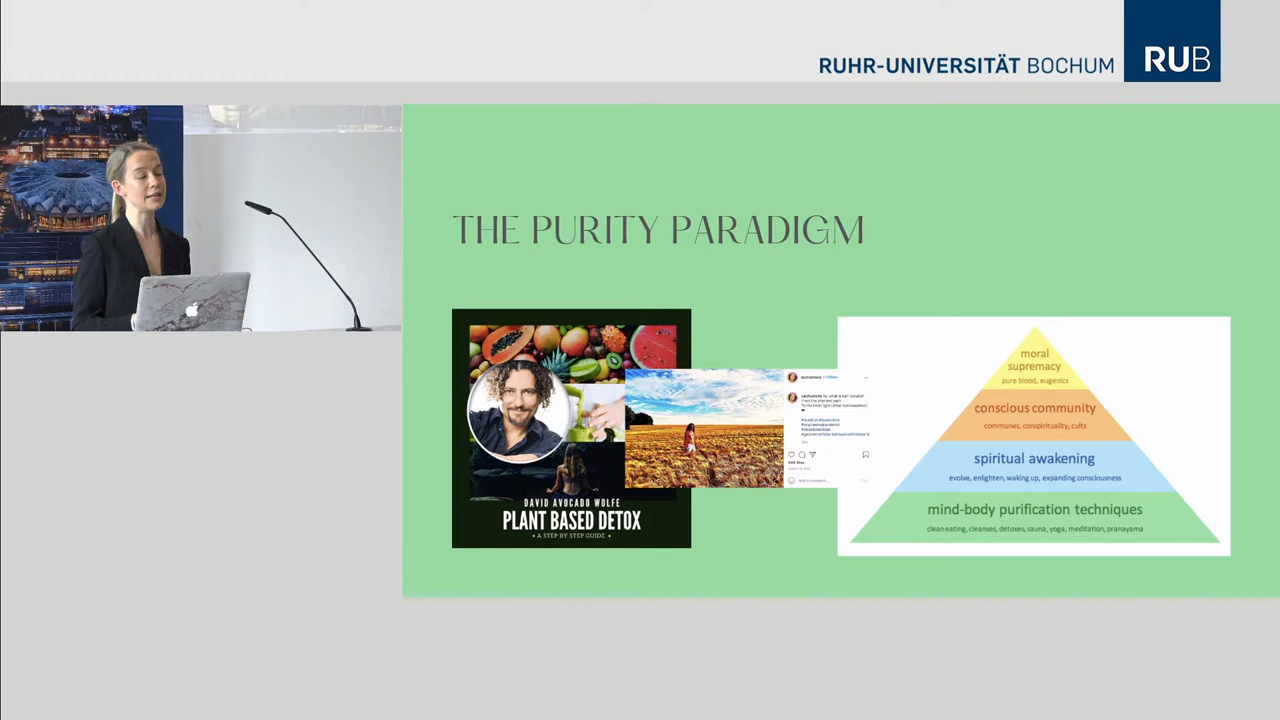 RUHR-UNIVERSITÄT BOCHUM
RUB
THE PURITY PARADIGM
DAVID AVOCADO WOLFE
PLANT BASED DETOX
• A STEP BY STEP GUIDE •
moral
supremacy
pure blood, eugenics
conscious community
communes, conspirituality, cults
spiritual awakening
evolve, enlighten, waking up, expanding consciousness
mind-body purification techniques
clean eating, cleanses, detoxes, sauna, yoga, meditation, pranayama